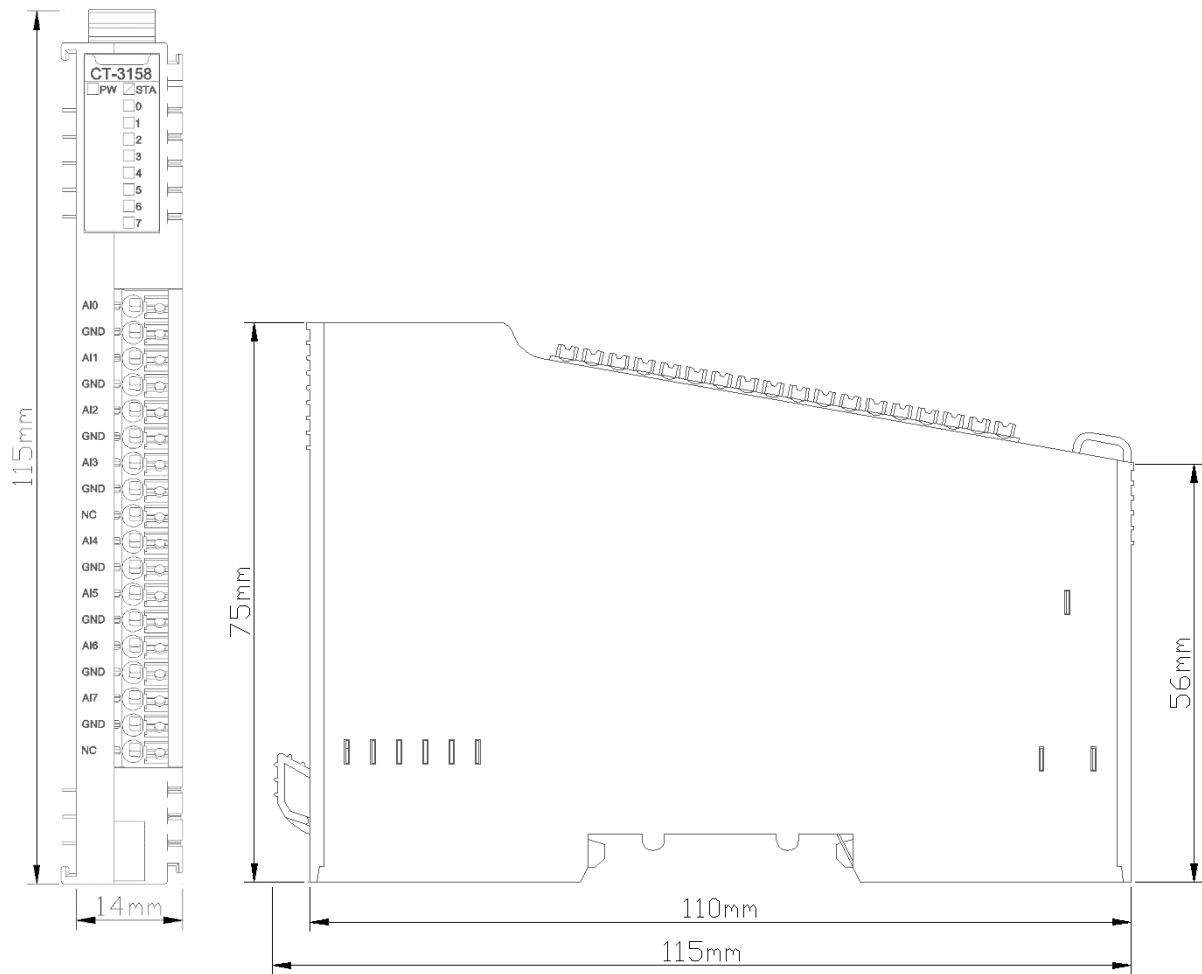 CT-3158
PW STA
0
1
2
3
4
5
6
7
AI0
GND
AI1
GND
AI2
GND
AI3
GND
NC
AI4
GND
AI5
GND
AI6
GND
AI7
GND
NC
115mm
14mm
75mm
56mm
110mm
115mm